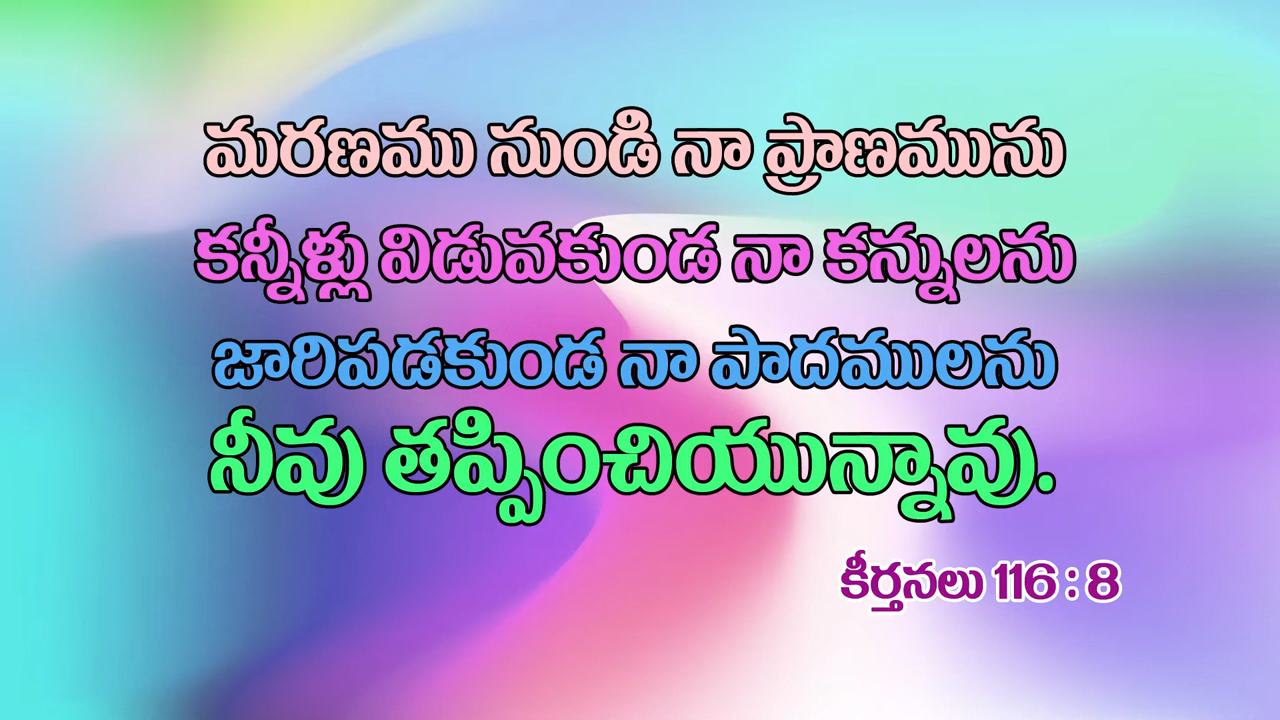 మరణము నుండి నా ప్రాణమును
కన్నీళ్లు విడువకుండ నా కన్నులను
జారిపడకుండ నా పాదములను
నీవు తప్పించియున్నావు.
కీర్తనలు 116 : 8